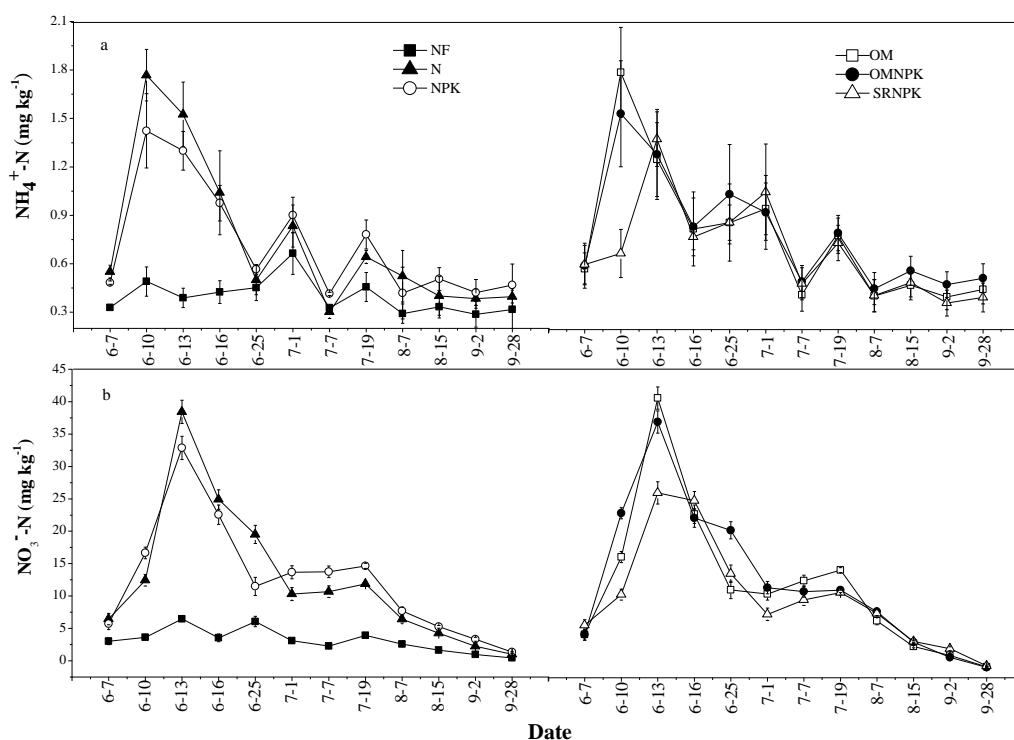 a
NF
N
NPK
OM
OMNPK
SRNPK
NH₄⁺-N (mg kg⁻¹)
2.1
1.8
1.5
1.2
0.9
0.6
0.3
6-7 6-10 6-13 6-16 6-25 7-1 7-7 7-19 8-7 8-15 9-2 9-28
6-7 6-10 6-13 6-16 6-25 7-1 7-7 7-19 8-7 8-15 9-2 9-28
b
NO₃⁻-N (mg kg⁻¹)
45
40
35
30
25
20
15
10
5
0
6-7 6-10 6-13 6-16 6-25 7-1 7-7 7-19 8-7 8-15 9-2 9-28
6-7 6-10 6-13 6-16 6-25 7-1 7-7 7-19 8-7 8-15 9-2 9-28
Date